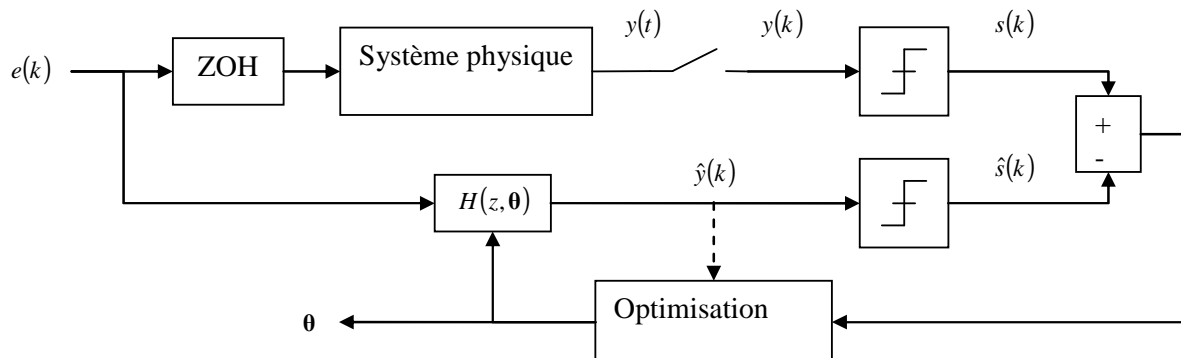 y(t)
y(k)
s(k)
e(k)
ZOH
Système physique
+
-
ŷ(k)
ŝ(k)
H(z,θ)
Optimisation
θ